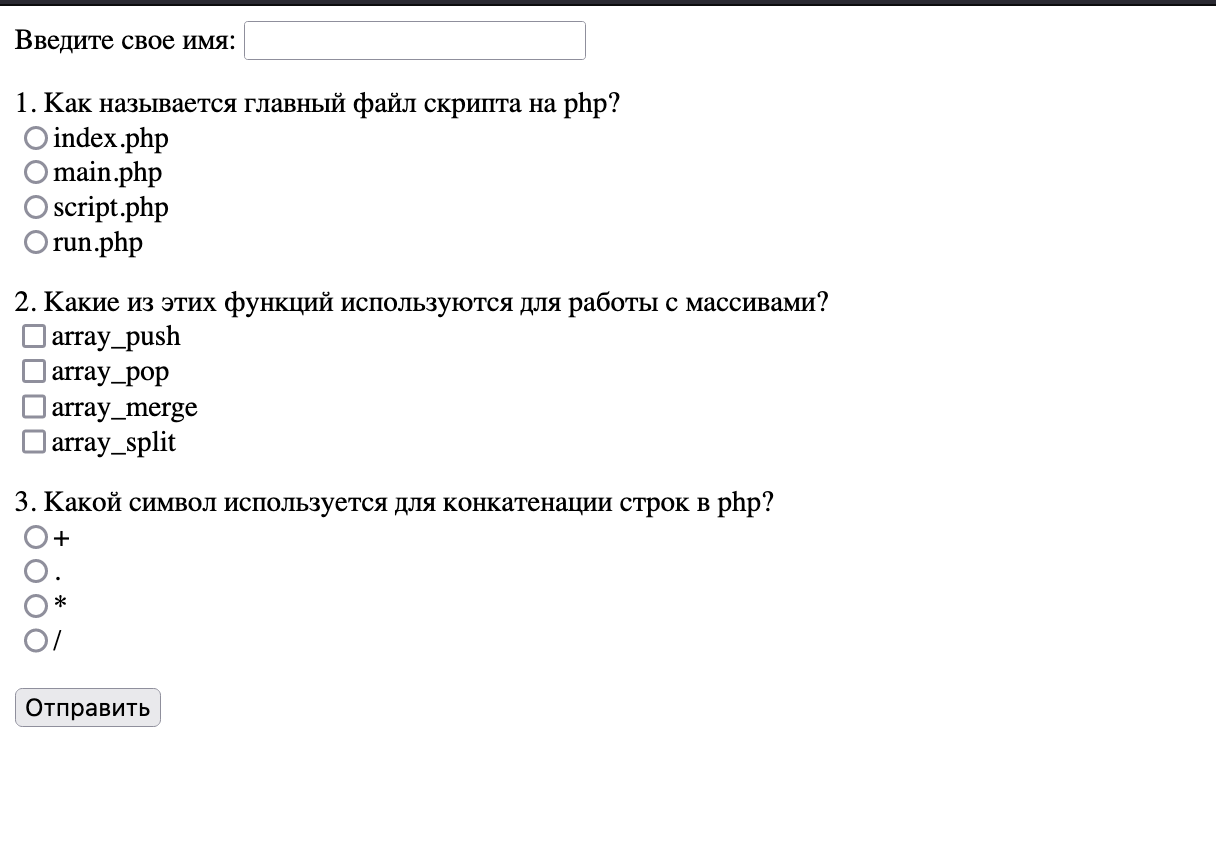 Введите свое имя:
1. Как называется главный файл скрипта на php?
index.php
main.php
script.php
run.php
2. Какие из этих функций используются для работы с массивами?
array_push
array_pop
array_merge
array_split
3. Какой символ используется для конкатенации строк в php?
+
.
*
/
Отправить